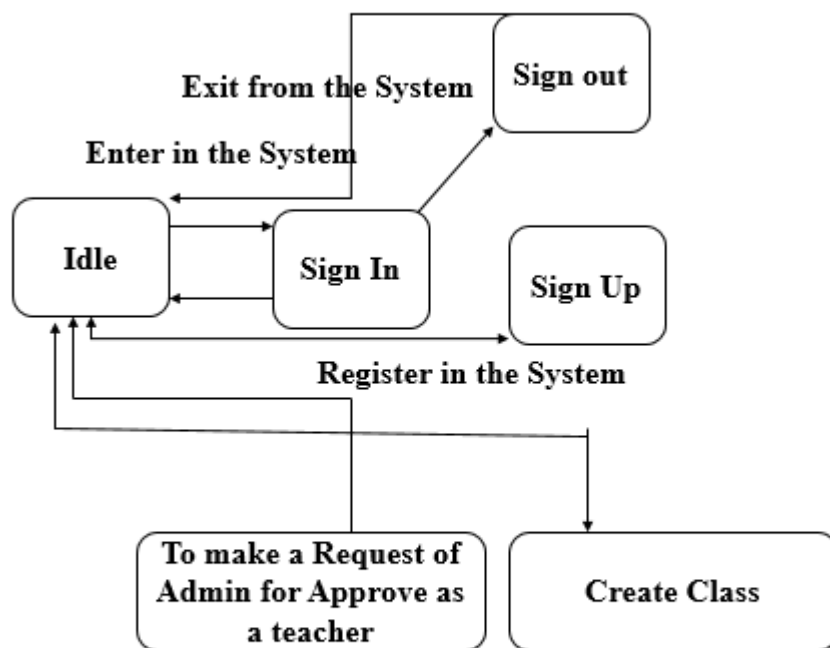 Sign out
Exit from the System
Enter in the System
Idle
Sign In
Sign Up
Register in the System
To make a Request of
Admin for Approve as
a teacher
Create Class